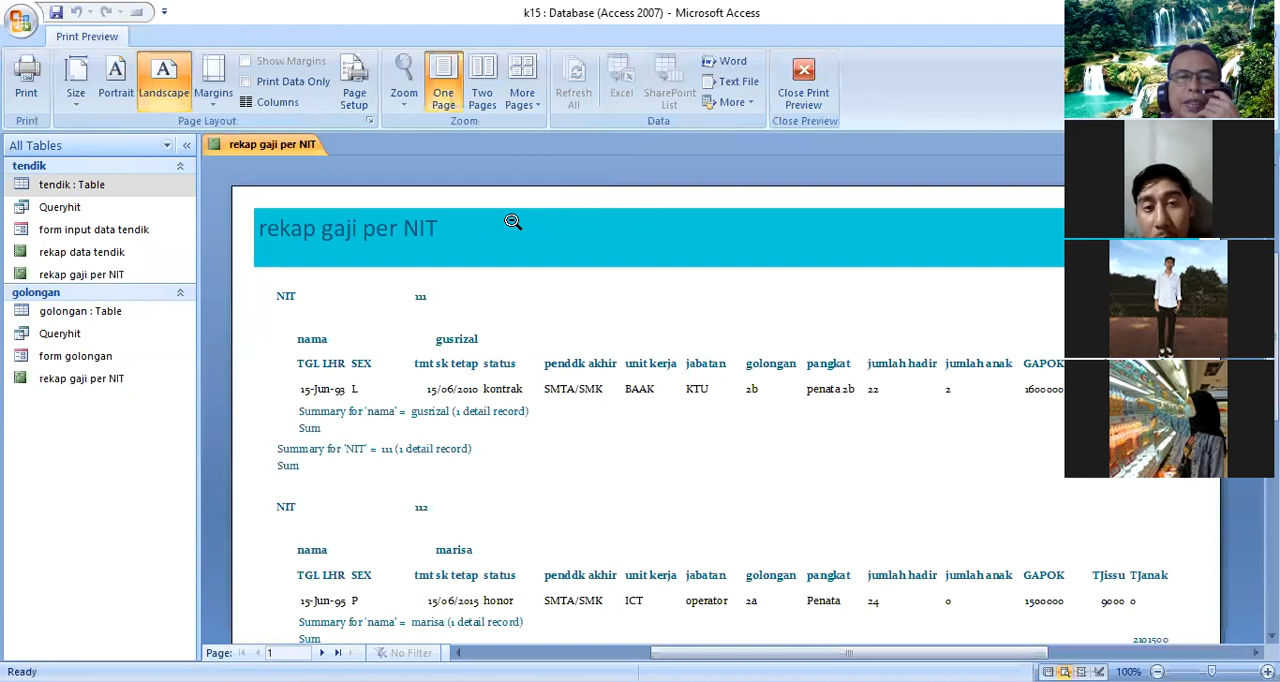 k15 : Database (Access 2007) - Microsoft Access
Print Preview
Print
Size
Portrait
Landscape
Margins
Show Margins
Print Data Only
Columns
Page Setup
Zoom
One Page
Two Pages
More Pages
Refresh All
Excel
SharePoint List
Word
Text File
More
Close Print Preview
Print
Page Layout
Zoom
Data
Close Preview
All Tables
tendik
tendik : Table
Queryhit
form input data tendik
rekap data tendik
rekap gaji per NIT
golongan
golongan : Table
Queryhit
form golongan
rekap gaji per NIT
rekap gaji per NIT
rekap gaji per NIT
NIT 111
nama gusrizal
TGL LHR SEX tmt sk tetap status penddk akhir unit kerja jabatan golongan pangkat jumlah hadir jumlah anak GAPOK
15-Jun-93 L 15/06/2010 kontrak SMTA/SMK BAAK KTU 2b penata 2b 22 2 1600000
Summary for 'nama' = gusrizal (1 detail record)
Sum
Summary for 'NIT' = 111 (1 detail record)
Sum
NIT 112
nama marisa
TGL LHR SEX tmt sk tetap status penddk akhir unit kerja jabatan golongan pangkat jumlah hadir jumlah anak GAPOK TJissu TJanak
15-Jun-95 P 15/06/2015 honor SMTA/SMK ICT operator 2a Penata 24 0 1500000 9000 0
Summary for 'nama' = marisa (1 detail record)
Sum 2101500
Page: 1 No Filter
Ready 100%